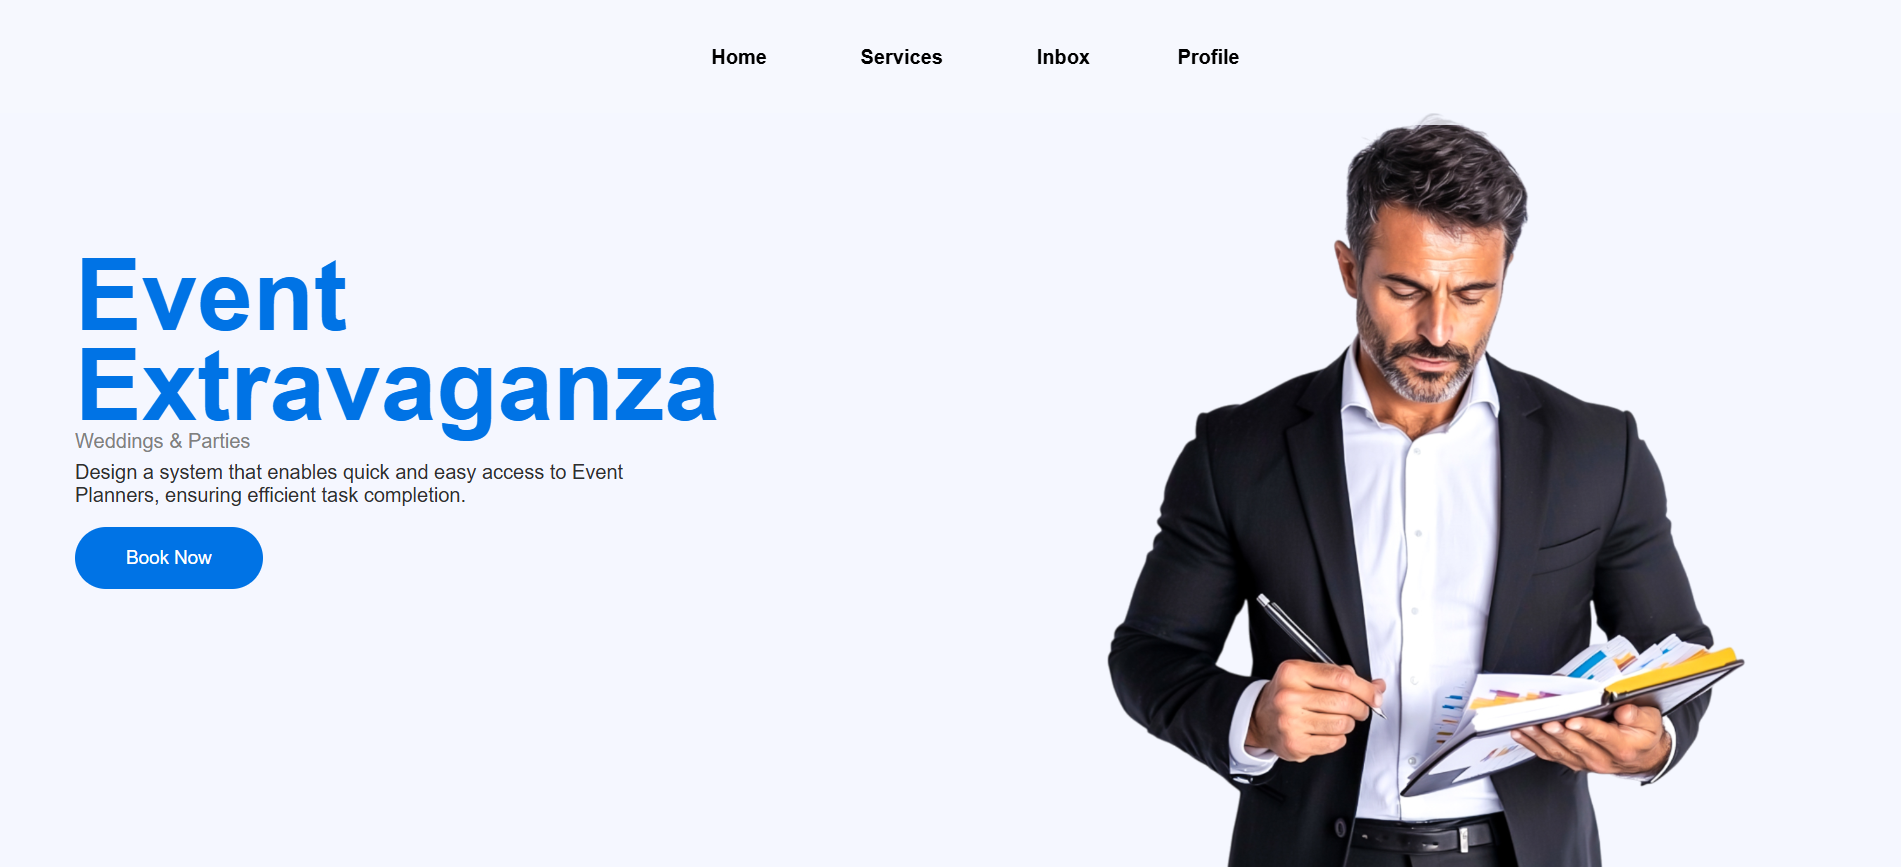 Home Services Inbox Profile
Event
Extravaganza
Weddings & Parties
Design a system that enables quick and easy access to Event
Planners, ensuring efficient task completion.
Book Now